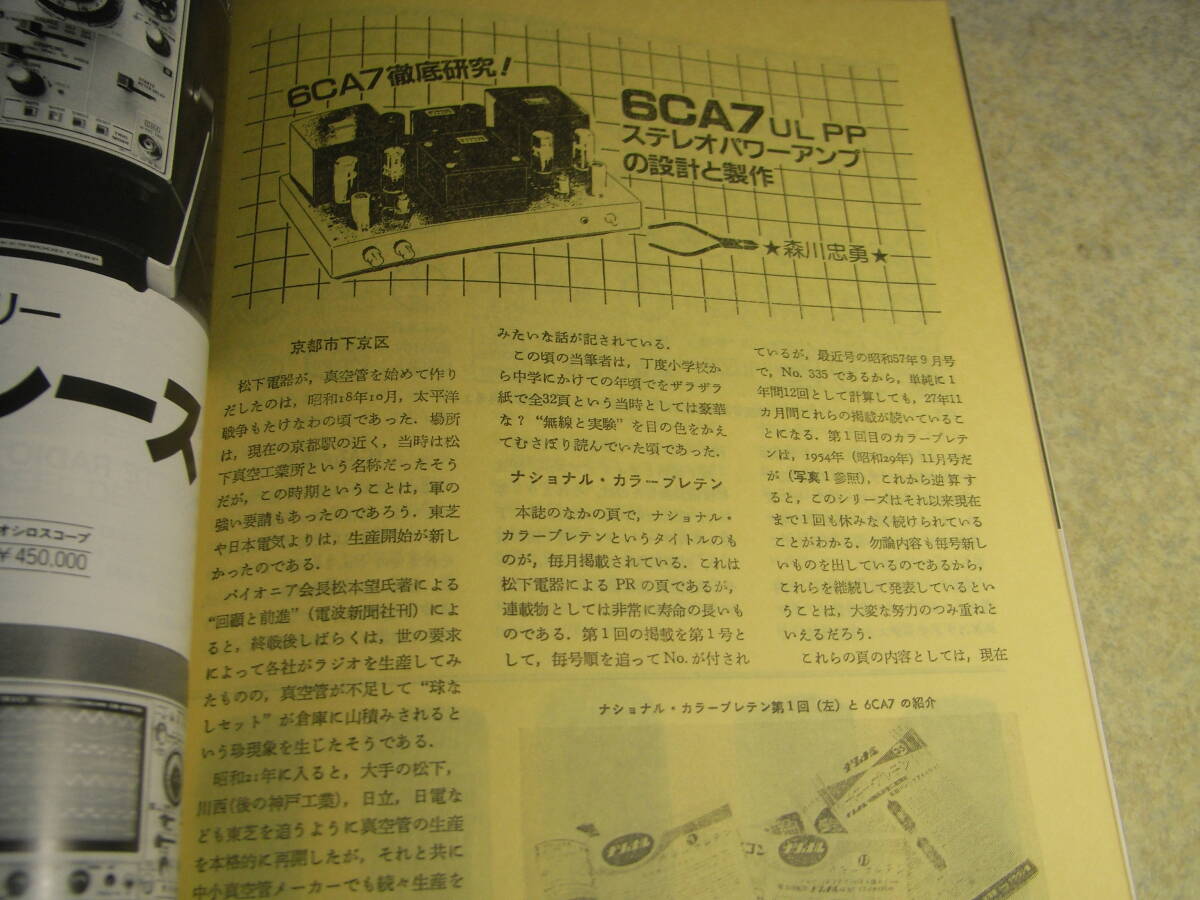 6CA7徹底研究!
6CA7 UL PP
ステレオパワーアンプ
の設計と製作
★森川忠勇★
京都市下京区
松下電器が，真空管を始めて作り
だしたのは，昭和18年10月，太平洋
戦争もたけなわの頃であった．場所
は，現在の京都駅の近く，当時は松
下真空工業所という名称だったそう
だが，この時期ということは，軍の
強い要請もあったのであろう．東芝
や日本電気よりは，生産開始が新し
かったのである．
パイオニア会長松本望氏著による
“回顧と前進”（電波新聞社刊）によ
ると，終戦後しばらくは，世の要求
によって各社がラジオを生産してみ
たものの，真空管が不足して“球な
しセット”が倉庫に山積みされると
いう珍現象を生じたそうである．
昭和21年に入ると，大手の松下，
川西(後の神戸工業)，日立，日電な
ども東芝を追うように真空管の生産
を本格的に再開したが，それと共に
中小真空管メーカーでも続々生産を
みたいな話が記されている．
この頃の当筆者は，丁度小学校か
ら中学にかけての年頃でをザラザラ
紙で全32頁という当時としては豪華
な？“無線と実験”を目の色をかえ
てむさぼり読んでいた頃であった．
ナショナル・カラーブレテン
本誌のなかの頁で，ナショナル・
カラーブレテンというタイトルのも
のが，毎月掲載されている．これは
松下電器による PR の頁であるが，
連載物としては非常に寿命の長いも
のである．第1回の掲載を第1号と
して，毎号順を追って No. が付され
ているが，最近号の昭和57年9月号
で，No. 335 であるから，単純に1
年間12回として計算しても，27年11
カ月間これらの掲載が続いているこ
とになる．第1回目のカラーブレテ
ンは，1954年（昭和29年）11月号だ
が（写真1参照），これから逆算す
ると，このシリーズはそれ以来現在
まで1回も休みなく続けられている
ことがわかる．勿論内容も毎号新し
いものを出しているのであるから，
これらを継続して発表しているとい
うことは，大変な努力のつみ重ねと
いえるだろう．
これらの頁の内容としては，現在
ナショナル・カラーブレテン第1回（左）と 6CA7 の紹介
リー
レース
オシロスコープ
￥450,000